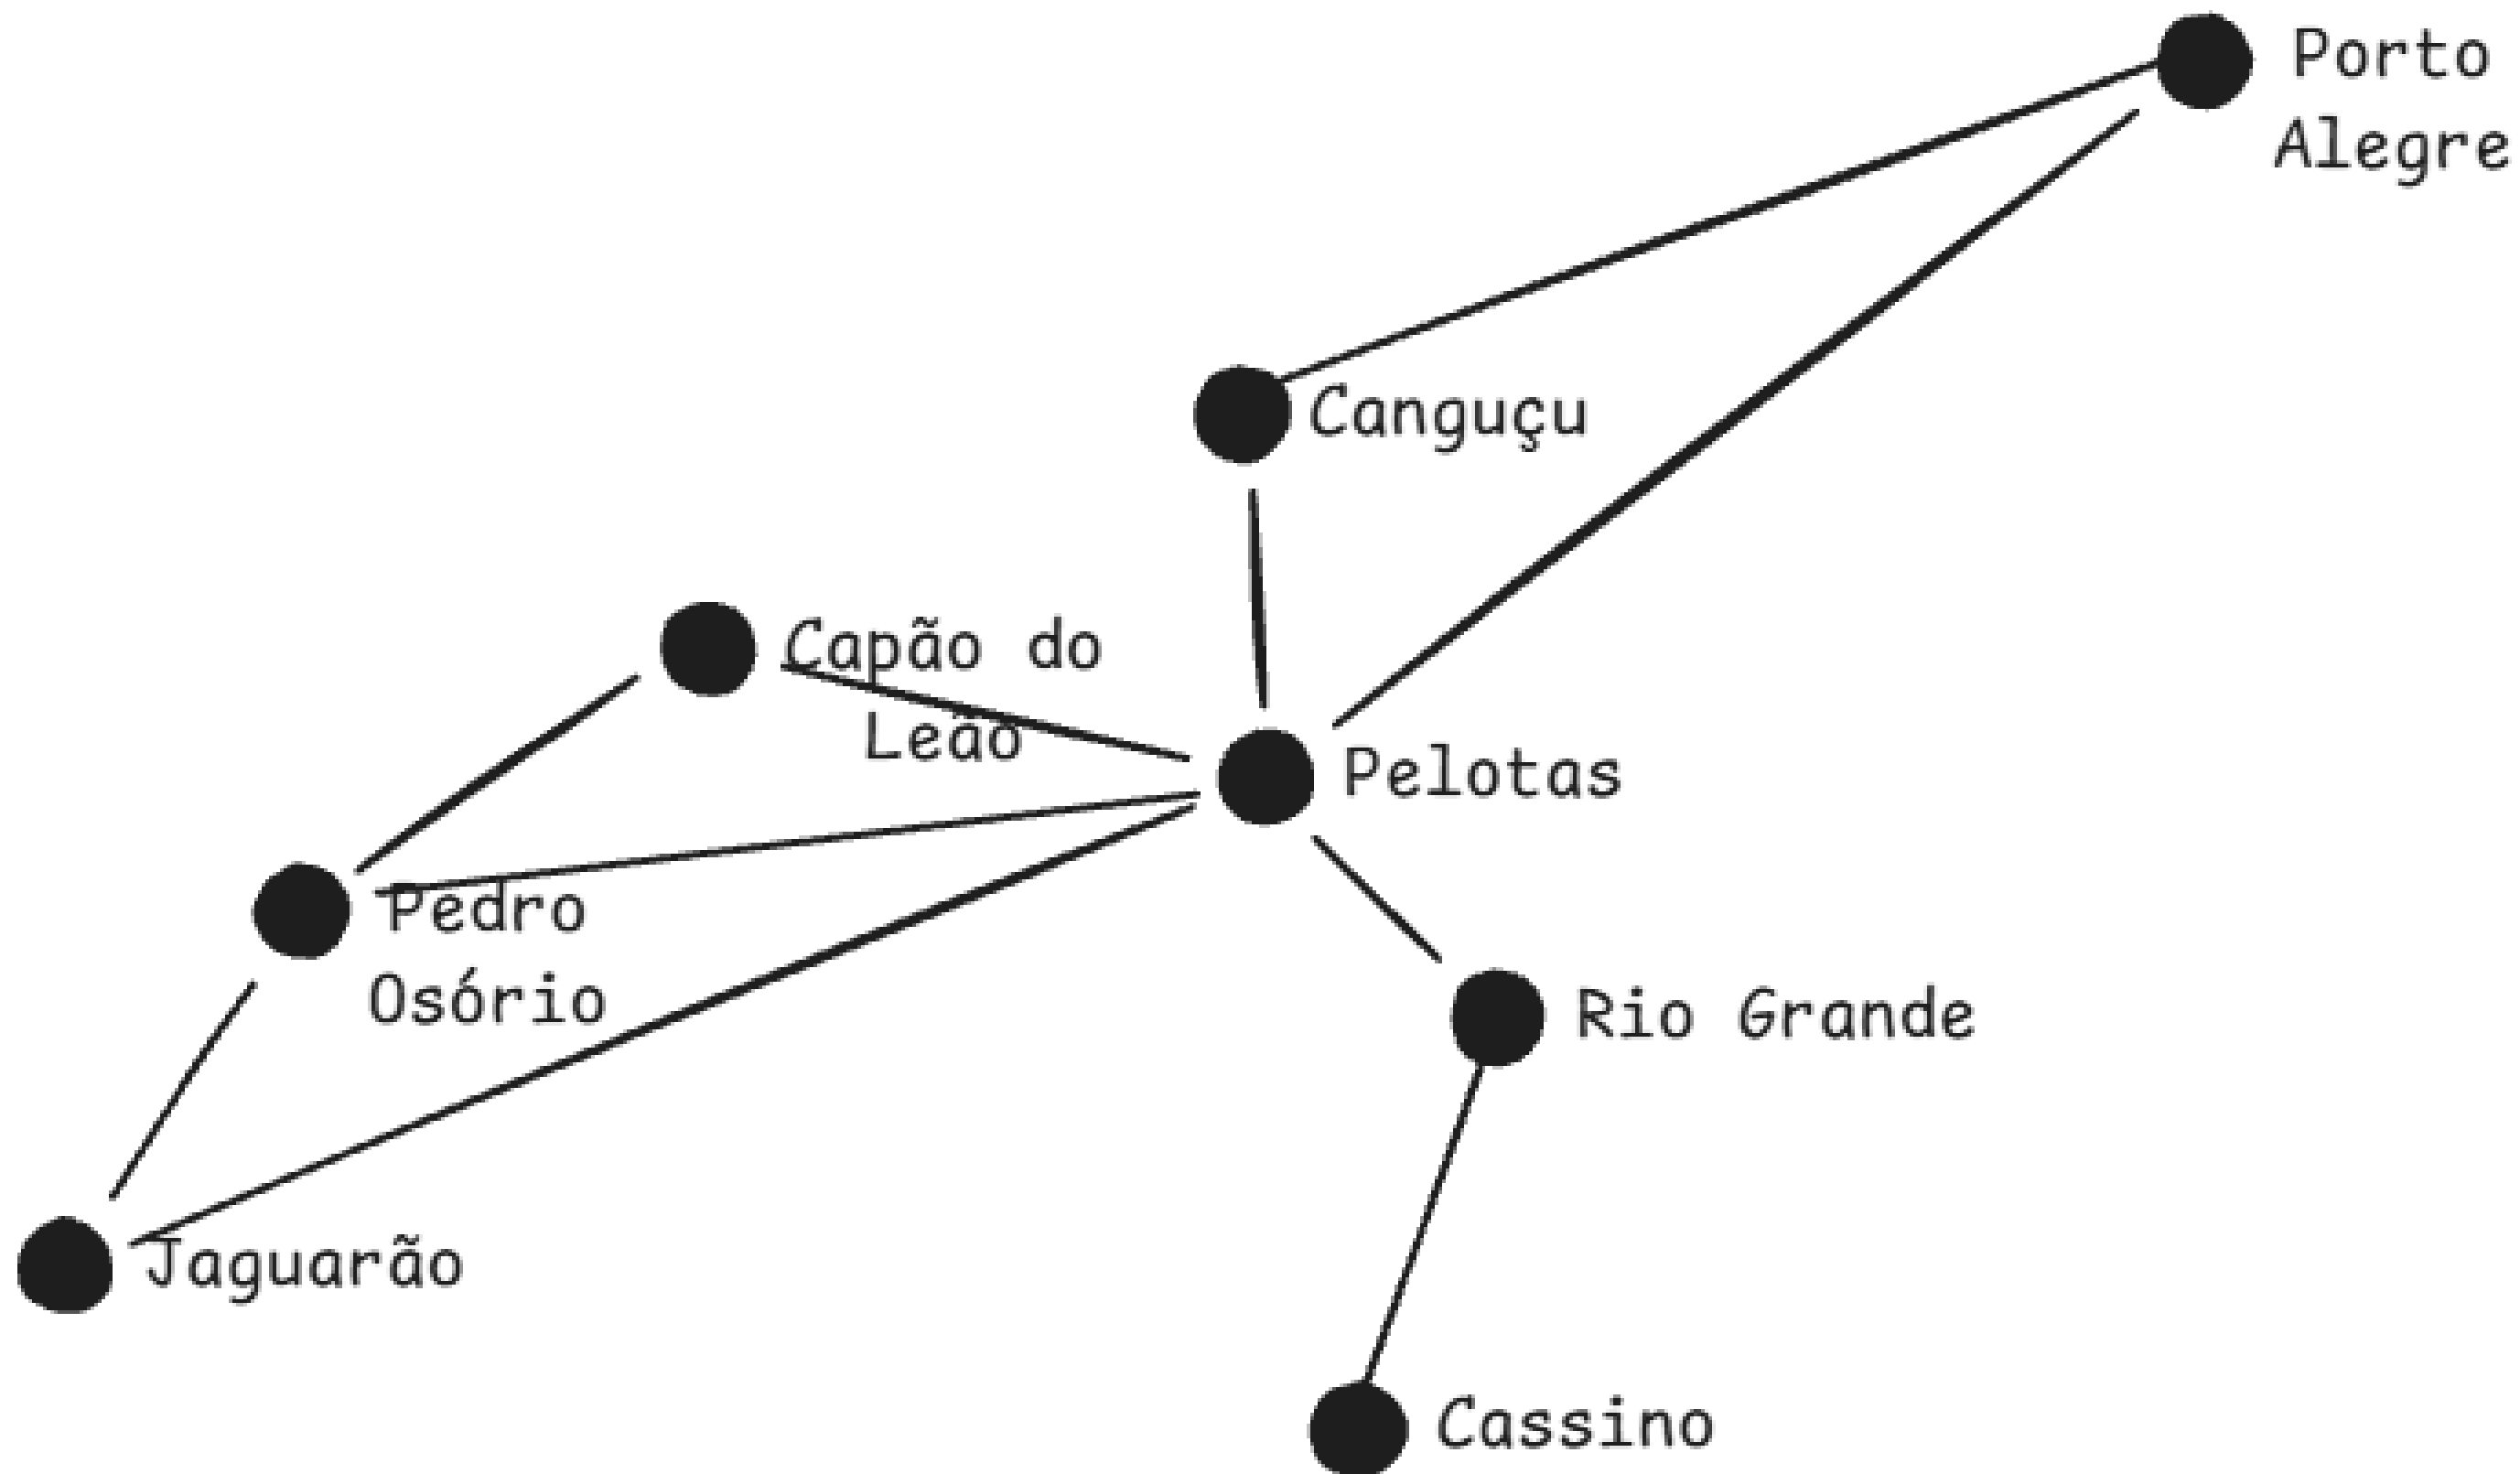 Porto
Alegre
Canguçu
Capão do
Leão
Pelotas
Pedro
Osório
Rio Grande
Jaguarão
Cassino